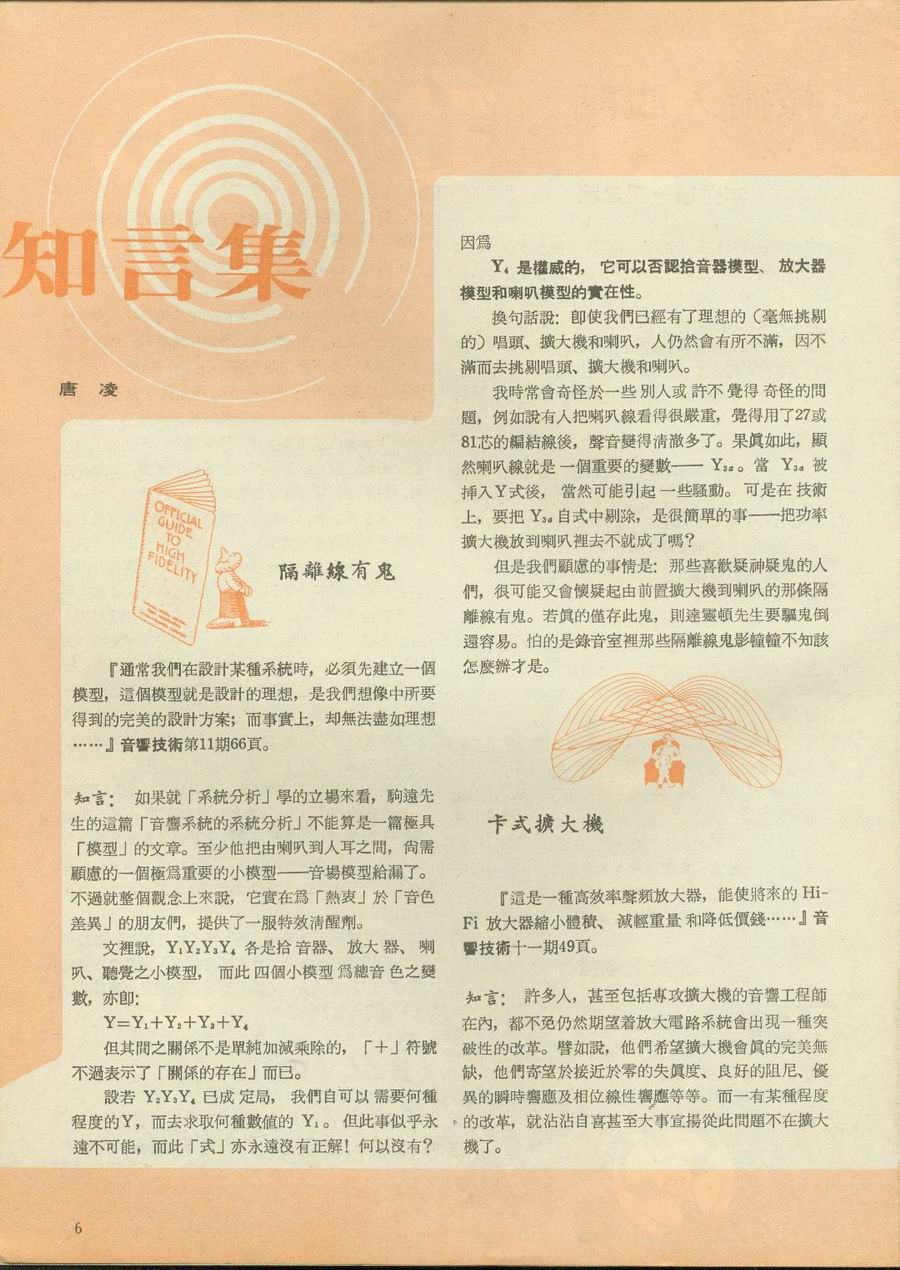 知言集
唐凌
OFFICIAL
GUIDE
TO
HIGH
FIDELITY
隔離線有鬼
『通常我們在設計某種系統時，必須先建立一個
模型，這個模型就是設計的理想，是我們想像中所要
得到的完美的設計方案；而事實上，却無法盡如理想
……』音響技術第11期66頁。
知言：如果就「系統分析」學的立場來看，駒遠先
生的這篇「音響系統的系統分析」不能算是一篇極具
「模型」的文章。至少他把由喇叭到人耳之間，尙需
顧慮的一個極爲重要的小模型——音場模型給漏了。
不過就整個觀念上來說，它實在爲「熱衷」於「音色
差異」的朋友們，提供了一服特效淸醒劑。
文裡說，Y₁Y₂Y₃Y₄ 各是拾音器、放大器、喇
叭、聽覺之小模型，而此四個小模型爲總音色之變
數，亦卽：
Y=Y₁+Y₂+Y₃+Y₄
但其間之關係不是單純加減乘除的，「＋」符號
不過表示了「關係的存在」而已。
設若 Y₂Y₃Y₄ 已成定局，我們自可以需要何種
程度的Y，而去求取何種數値的 Y₁。但此事似乎永
遠不可能，而此「式」亦永遠沒有正解！何以沒有？
因爲
Y₄ 是權威的，它可以否認拾音器模型、放大器
模型和喇叭模型的實在性。
換句話說：卽使我們已經有了理想的（毫無挑剔
的）唱頭、擴大機和喇叭，人仍然會有所不滿，因不
滿而去挑剔唱頭、擴大機和喇叭。
我時常會奇怪於一些別人或許不覺得奇怪的問
題，例如說有人把喇叭線看得很嚴重，覺得用了27或
81芯的編結線後，聲音變得淸澈多了。果眞如此，顯
然喇叭線就是一個重要的變數—— Y₃ₐ。當 Y₃ₐ 被
挿入Y式後，當然可能引起一些騷動。可是在技術
上，要把 Y₃ₐ 自式中剔除，是很簡單的事——把功率
擴大機放到喇叭裡去不就成了嗎？
但是我們顧慮的事情是：那些喜歡疑神疑鬼的人
們，很可能又會懷疑起由前置擴大機到喇叭的那條隔
離線有鬼。若眞的僅存此鬼，則達靈頓先生要驅鬼倒
還容易。怕的是錄音室裡那些隔離線鬼影幢幢不知該
怎麽辦才是。
卡式擴大機
『這是一種高效率聲頻放大器，能使將來的 Hi-
Fi 放大器縮小體積、減輕重量和降低價錢……』音
響技術十一期49頁。
知言：許多人，甚至包括專攻擴大機的音響工程師
在內，都不免仍然期望着放大電路系統會出現一種突
破性的改革。譬如說，他們希望擴大機會眞的完美無
缺，他們寄望於接近於零的失眞度、良好的阻尼、優
異的瞬時響應及相位線性響應等等。而一有某種程度
的改革，就沾沾自喜甚至大事宣揚從此問題不在擴大
機了。
6